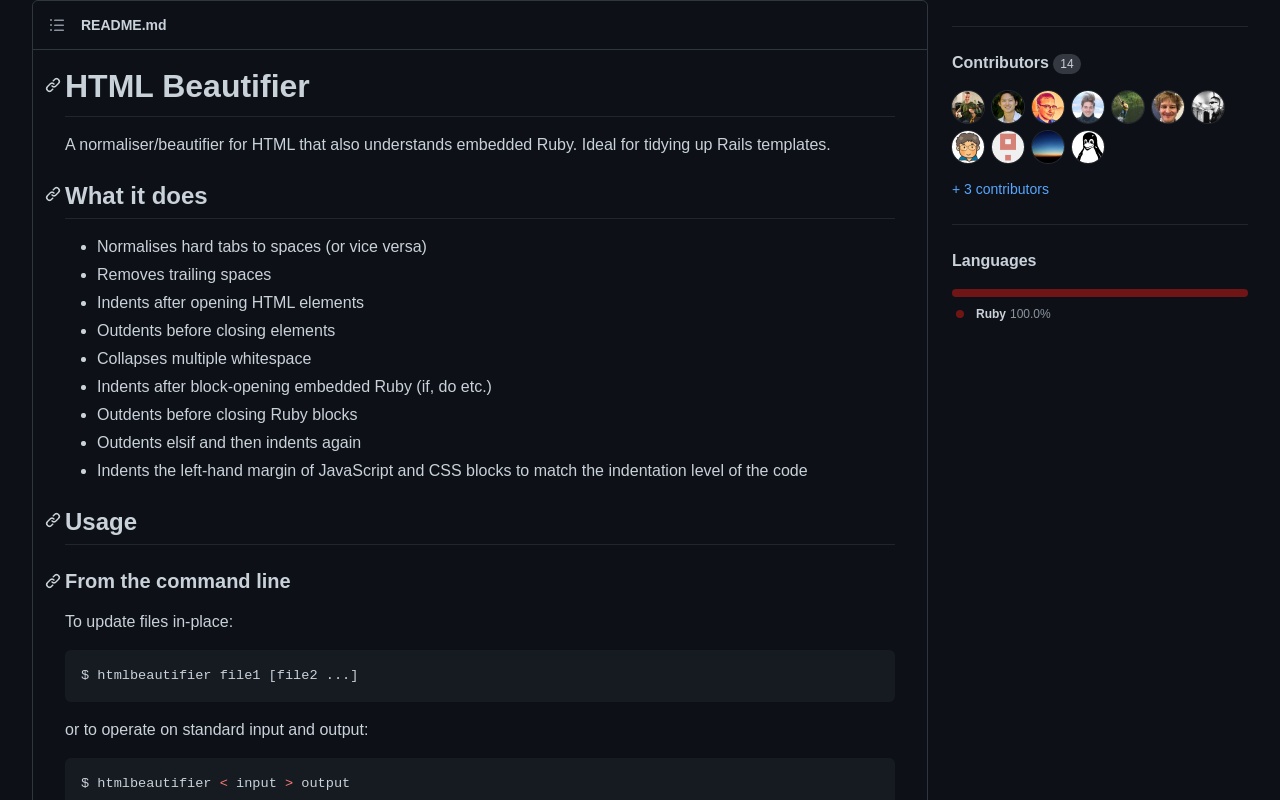 README.md
HTML Beautifier
A normaliser/beautifier for HTML that also understands embedded Ruby. Ideal for tidying up Rails templates.
What it does
Normalises hard tabs to spaces (or vice versa)
Removes trailing spaces
Indents after opening HTML elements
Outdents before closing elements
Collapses multiple whitespace
Indents after block-opening embedded Ruby (if, do etc.)
Outdents before closing Ruby blocks
Outdents elsif and then indents again
Indents the left-hand margin of JavaScript and CSS blocks to match the indentation level of the code
Usage
From the command line
To update files in-place:
$ htmlbeautifier file1 [file2 ...]
or to operate on standard input and output:
$ htmlbeautifier < input > output
Contributors 14
+ 3 contributors
Languages
Ruby 100.0%